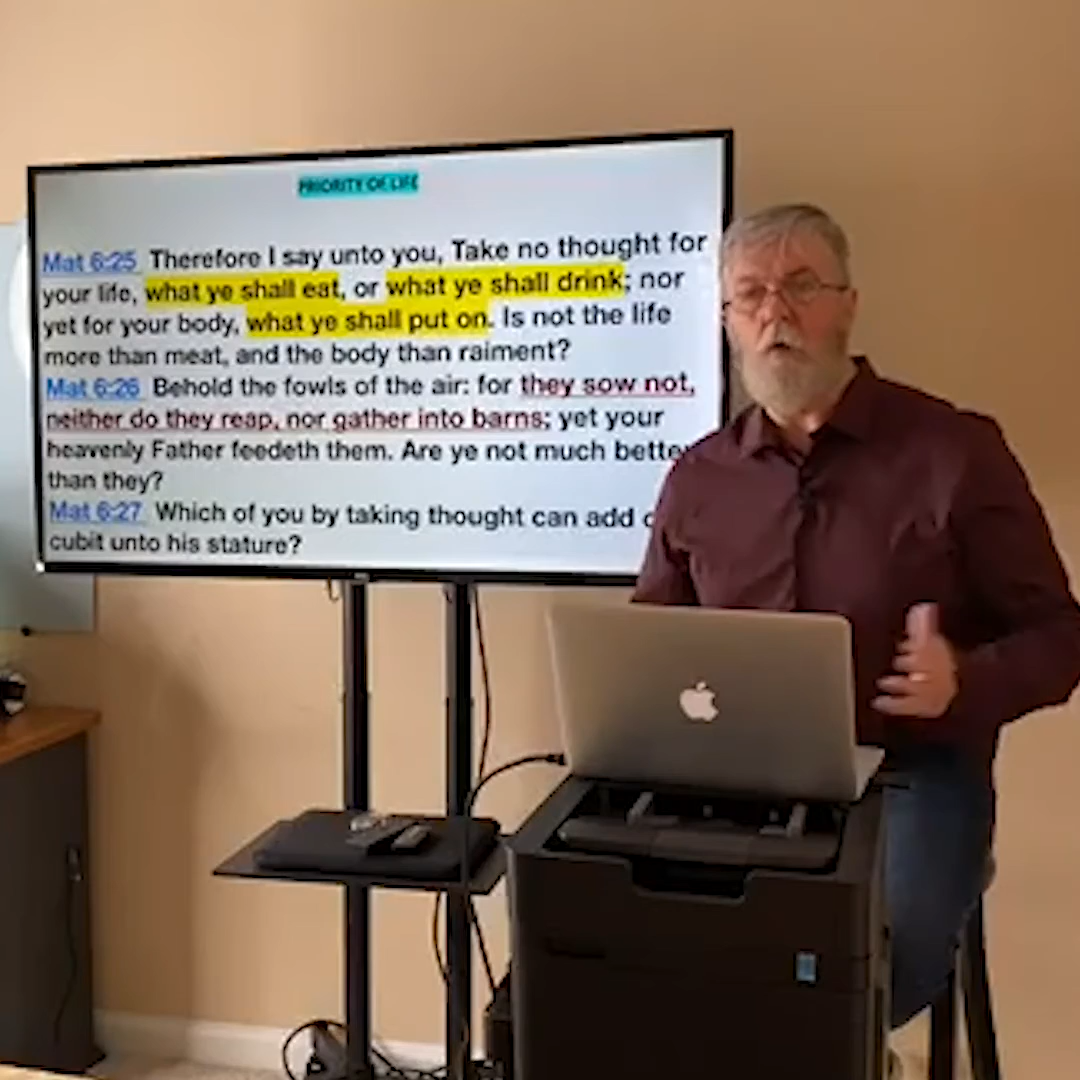 PRIORITY OF LIFE
Mat 6:25 Therefore I say unto you, Take no thought for
your life, what ye shall eat, or what ye shall drink; nor
yet for your body, what ye shall put on. Is not the life
more than meat, and the body than raiment?
Mat 6:26 Behold the fowls of the air: for they sow not,
neither do they reap, nor gather into barns; yet your
heavenly Father feedeth them. Are ye not much bette
than they?
Mat 6:27 Which of you by taking thought can add
cubit unto his stature?